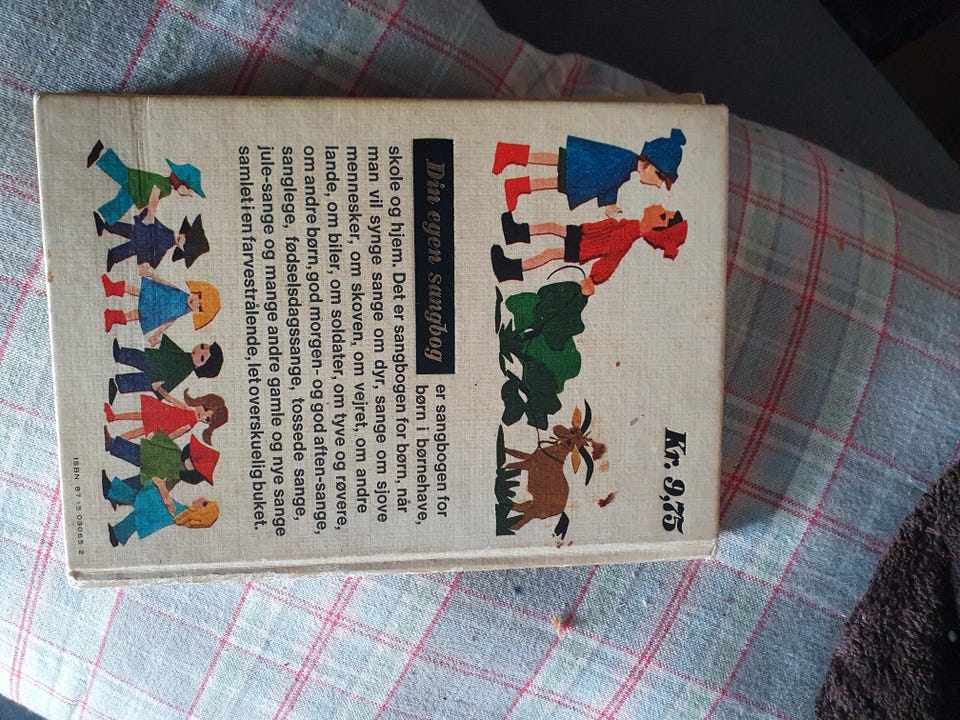 Kr. 9,75
Din egen sangbog er sangbogen for
børn i børnehave,
skole og hjem. Det er sangbogen for børn, når
man vil synge sange om dyr, sange om sjove
mennesker, om skoven, om vejret, om andre
lande, om biler, om soldater, om tyve og røvere,
om andre børn, god morgen- og god aften-sange,
sanglege, fødselsdagssange, tossede sange,
jule-sange og mange andre gamle og nye sange
samlet i en farvestrålende, let overskuelig buket.
ISBN 87 15 03065 2